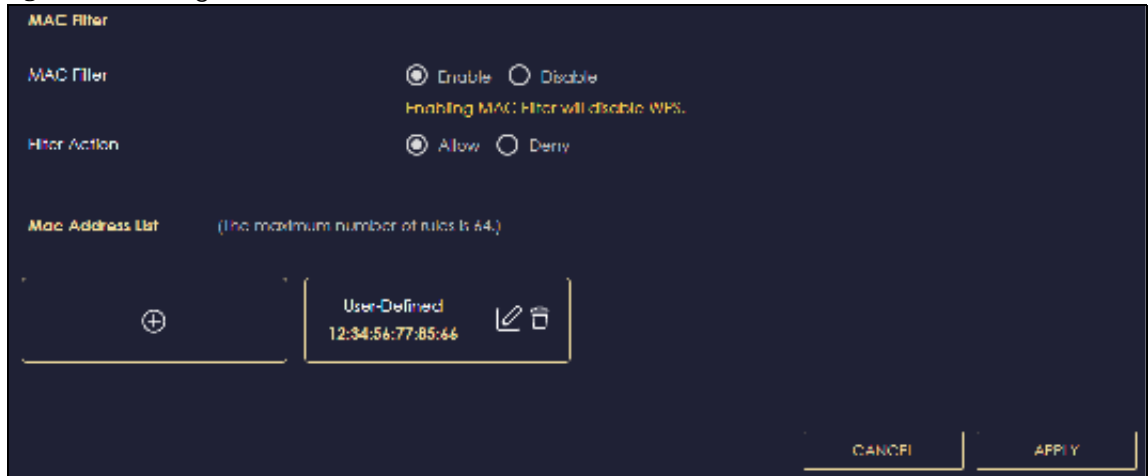 MAC Filter
MAC Filter Enable Disable
Enabling MAC Filter will disable WPS.
Filter Action Allow Deny
Mac Address List (The maximum number of rules is 64.)
User-Defined
12:34:56:77:85:66
CANCEL APPLY